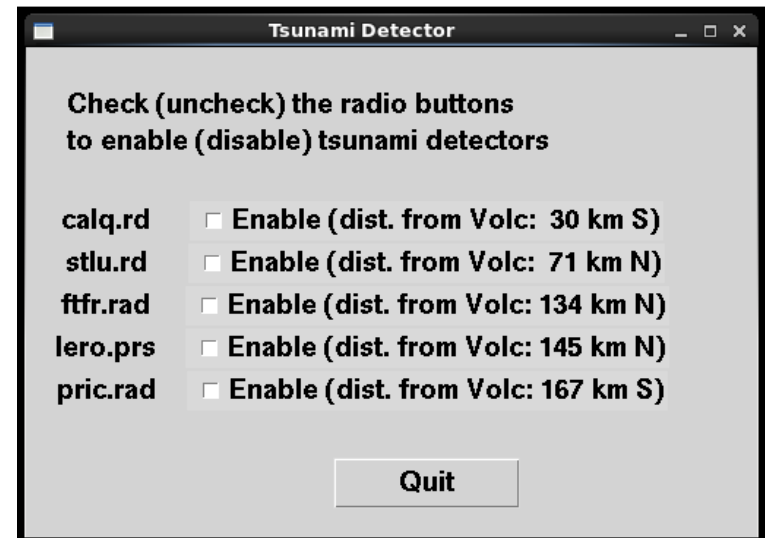 Tsunami Detector
Check (uncheck) the radio buttons
to enable (disable) tsunami detectors
calq.rd Enable (dist. from Volc: 30 km S)
stlu.rd Enable (dist. from Volc: 71 km N)
ftfr.rad Enable (dist. from Volc: 134 km N)
lero.prs Enable (dist. from Volc: 145 km N)
pric.rad Enable (dist. from Volc: 167 km S)
Quit